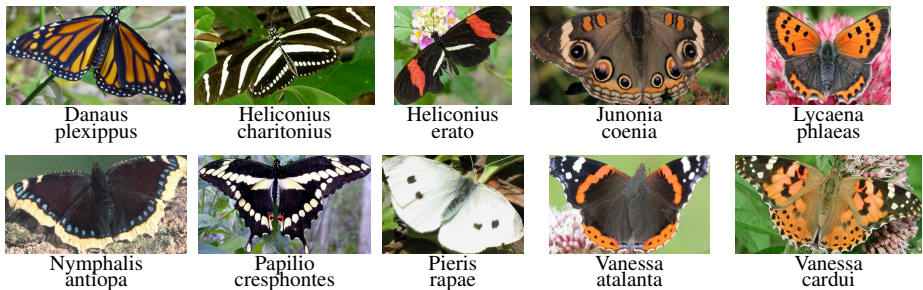 Danaus
plexippus
Heliconius
charitonius
Heliconius
erato
Junonia
coenia
Lycaena
phlaeas
Nymphalis
antiopa
Papilio
cresphontes
Pieris
rapae
Vanessa
atalanta
Vanessa
cardui